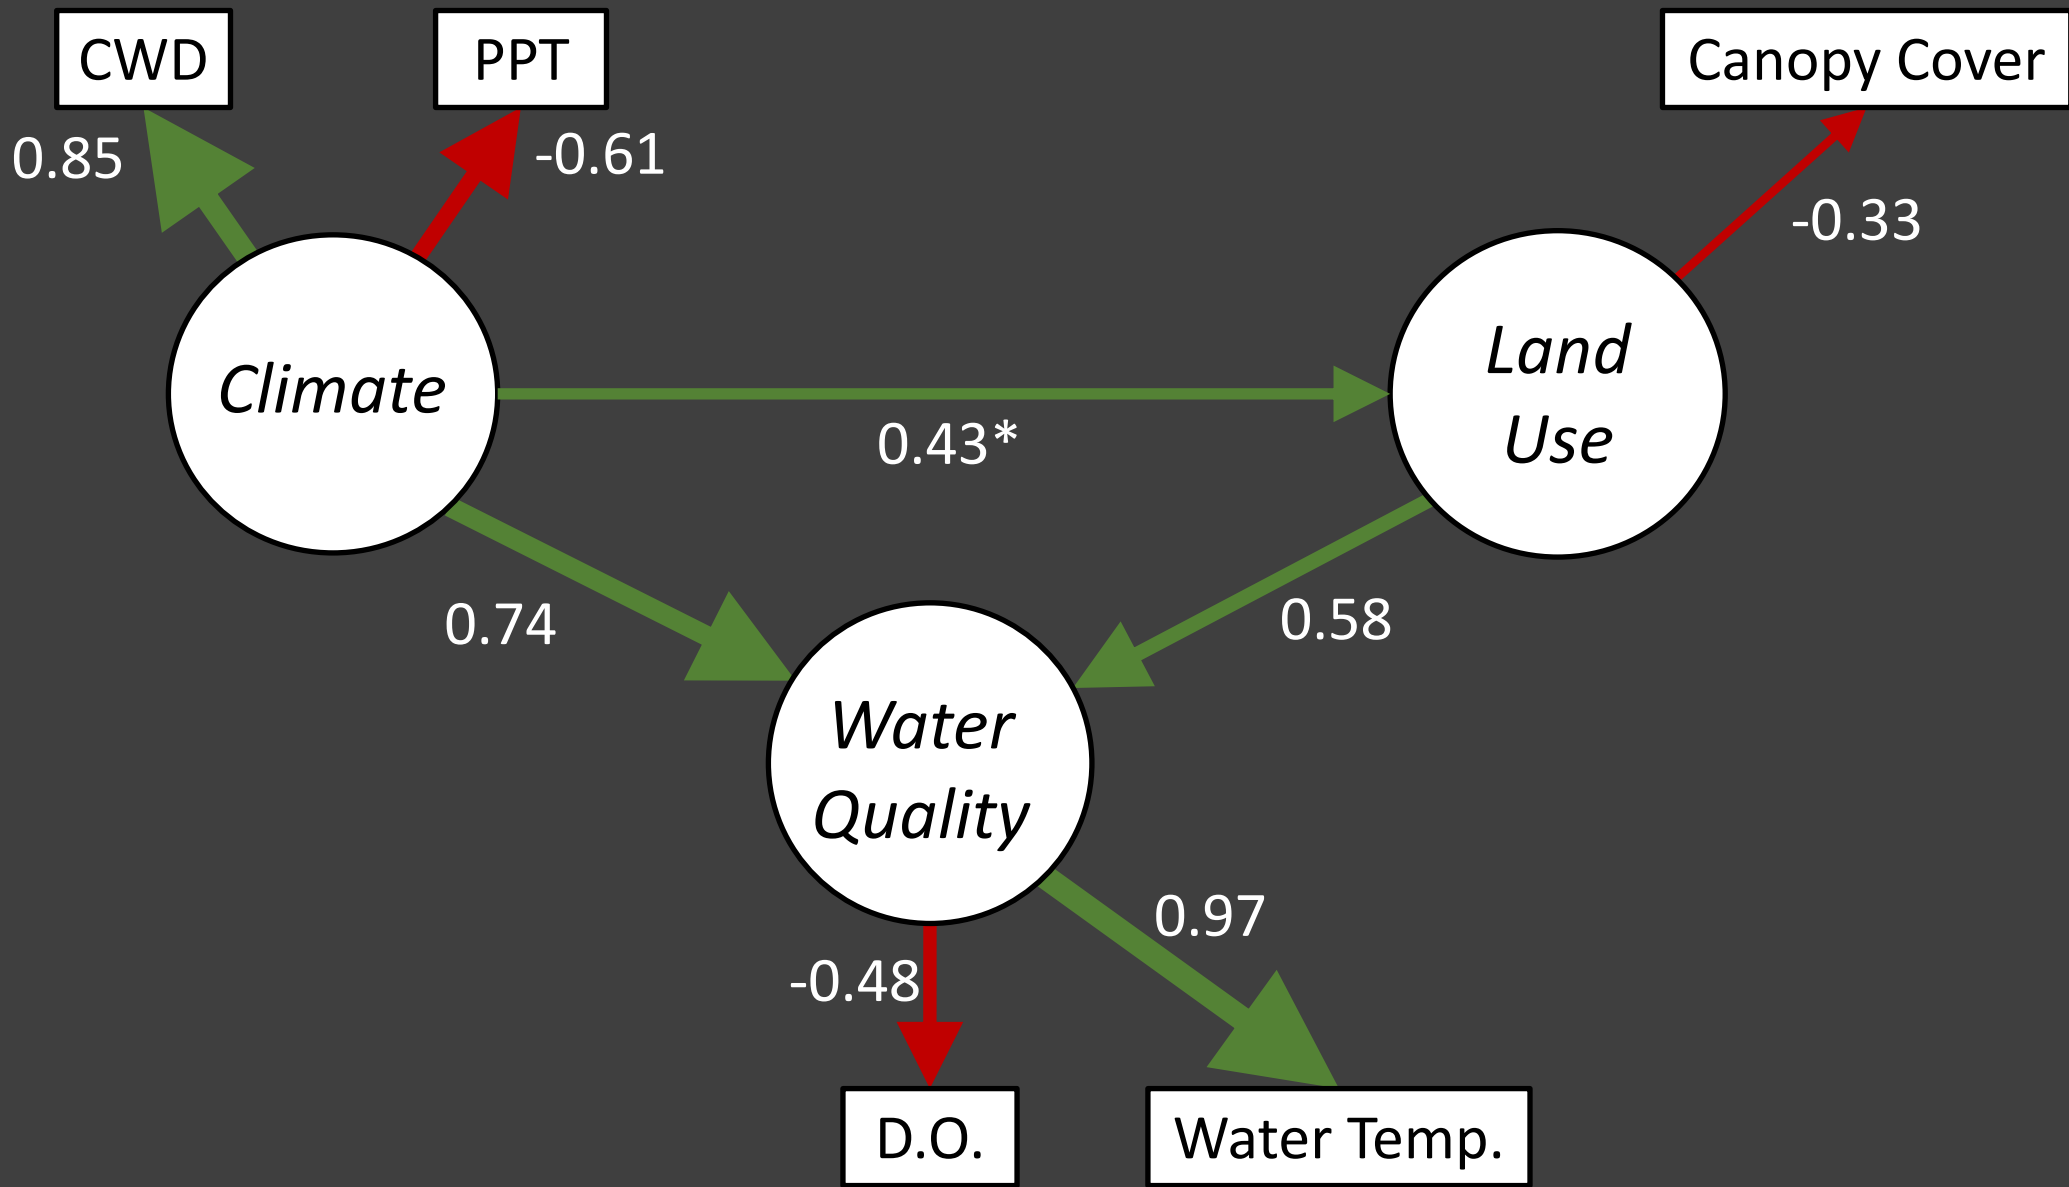 CWD
PPT
Canopy Cover
0.85
-0.61
-0.33
Climate
Land
Use
0.43*
0.74
0.58
Water
Quality
0.97
-0.48
D.O.
Water Temp.